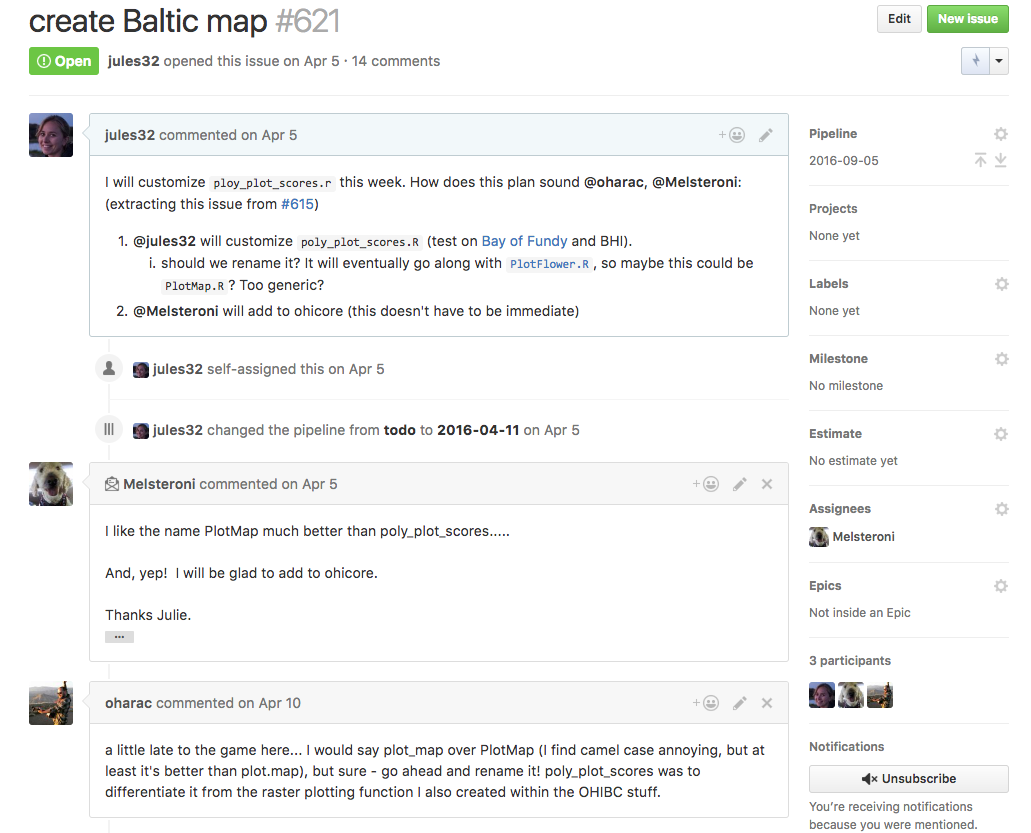 create Baltic map #621
Edit
New issue
Open
jules32 opened this issue on Apr 5 · 14 comments
jules32 commented on Apr 5
I will customize ploy_plot_scores.r this week. How does this plan sound @oharac, @Melsteroni:
(extracting this issue from #615)
1. @jules32 will customize poly_plot_scores.R (test on Bay of Fundy and BHI).
i. should we rename it? It will eventually go along with PlotFlower.R, so maybe this could be
PlotMap.R? Too generic?
2. @Melsteroni will add to ohicore (this doesn't have to be immediate)
jules32 self-assigned this on Apr 5
jules32 changed the pipeline from todo to 2016-04-11 on Apr 5
Melsteroni commented on Apr 5
I like the name PlotMap much better than poly_plot_scores.....
And, yep! I will be glad to add to ohicore.
Thanks Julie.
...
oharac commented on Apr 10
a little late to the game here... I would say plot_map over PlotMap (I find camel case annoying, but at
least it's better than plot.map), but sure - go ahead and rename it! poly_plot_scores was to
differentiate it from the raster plotting function I also created within the OHIBC stuff.
Pipeline
2016-09-05
Projects
None yet
Labels
None yet
Milestone
No milestone
Estimate
No estimate yet
Assignees
Melsteroni
Epics
Not inside an Epic
3 participants
Notifications
Unsubscribe
You're receiving notifications
because you were mentioned.